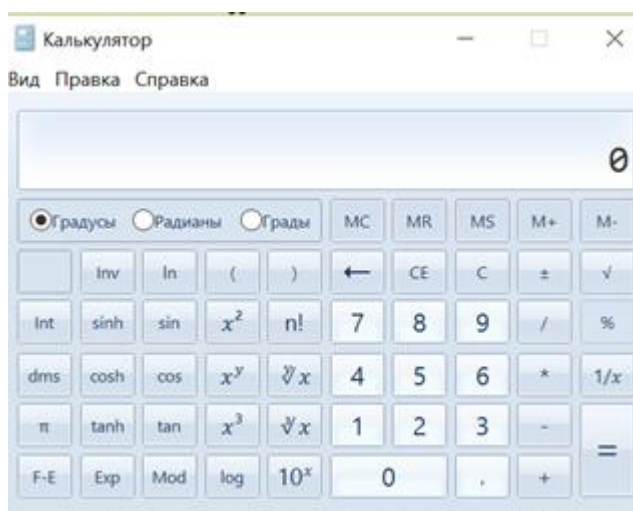 Калькулятор
Вид Правка Справка
0
Градусы Радианы Грады MC MR MS M+ M-
Inv ln ( ) ← CE C ± √
Int sinh sin x² n! 7 8 9 / %
dms cosh cos xʸ ʸ√x 4 5 6 * 1/x
π tanh tan x³ ∛x 1 2 3 - =
F-E Exp Mod log 10ˣ 0 . +